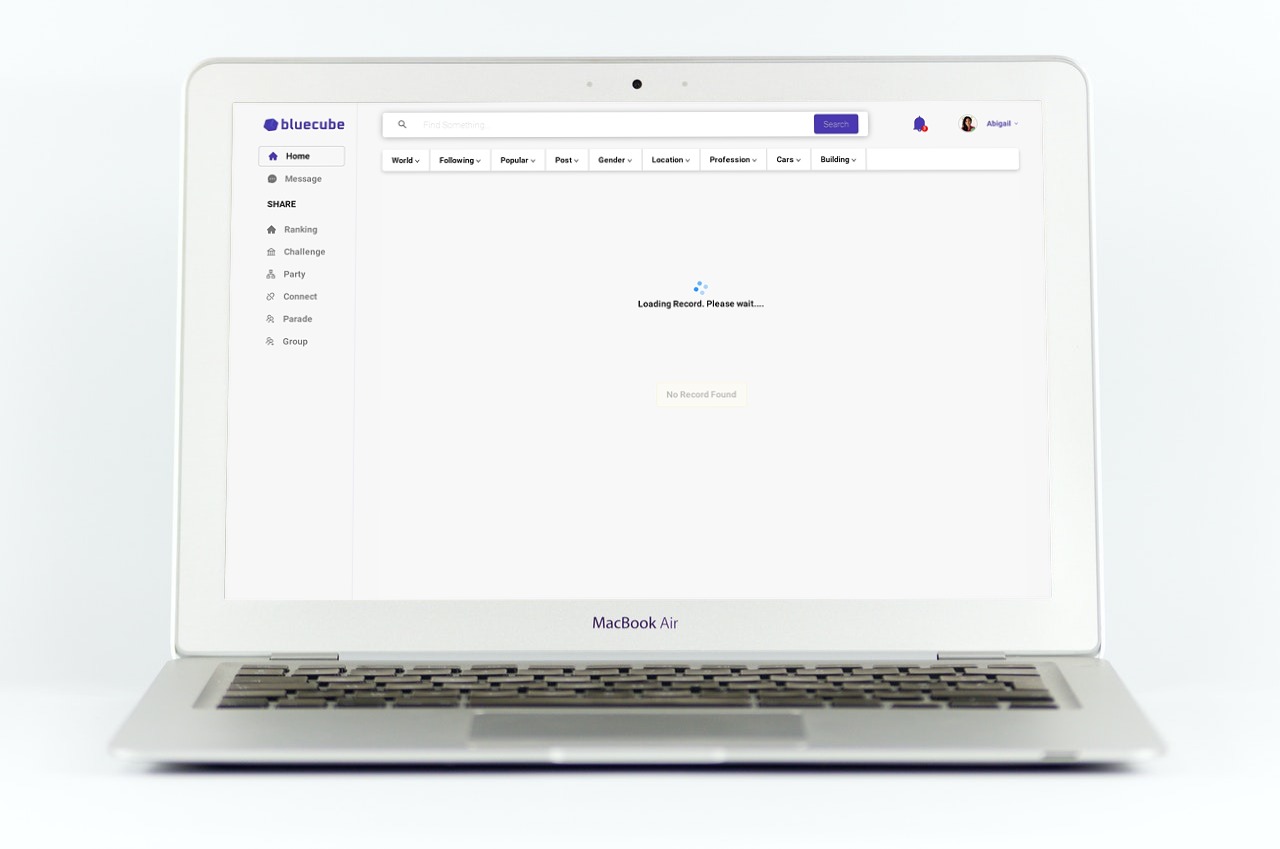 bluecube
Find Something...
Search
Abigail
Home
World Following Popular Post Gender Location Profession Cars Building
Message
SHARE
Ranking
Challenge
Party
Connect
Parade
Group
Loading Record. Please wait....
No Record Found
MacBook Air